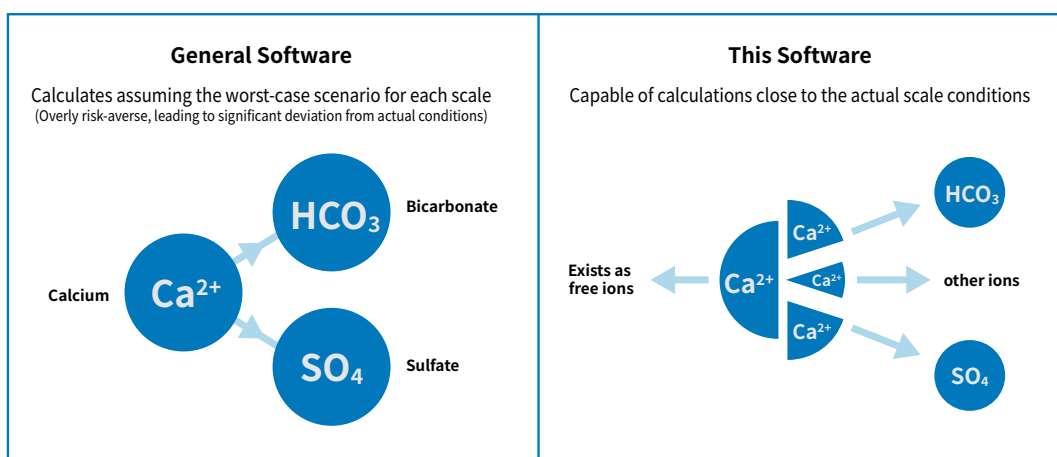 General Software
Calculates assuming the worst-case scenario for each scale
(Overly risk-averse, leading to significant deviation from actual conditions)
HCO₃
Bicarbonate
Calcium
Ca²⁺
SO₄
Sulfate
This Software
Capable of calculations close to the actual scale conditions
HCO₃
Ca²⁺
Exists as
free ions
Ca²⁺
Ca²⁺
other ions
Ca²⁺
SO₄